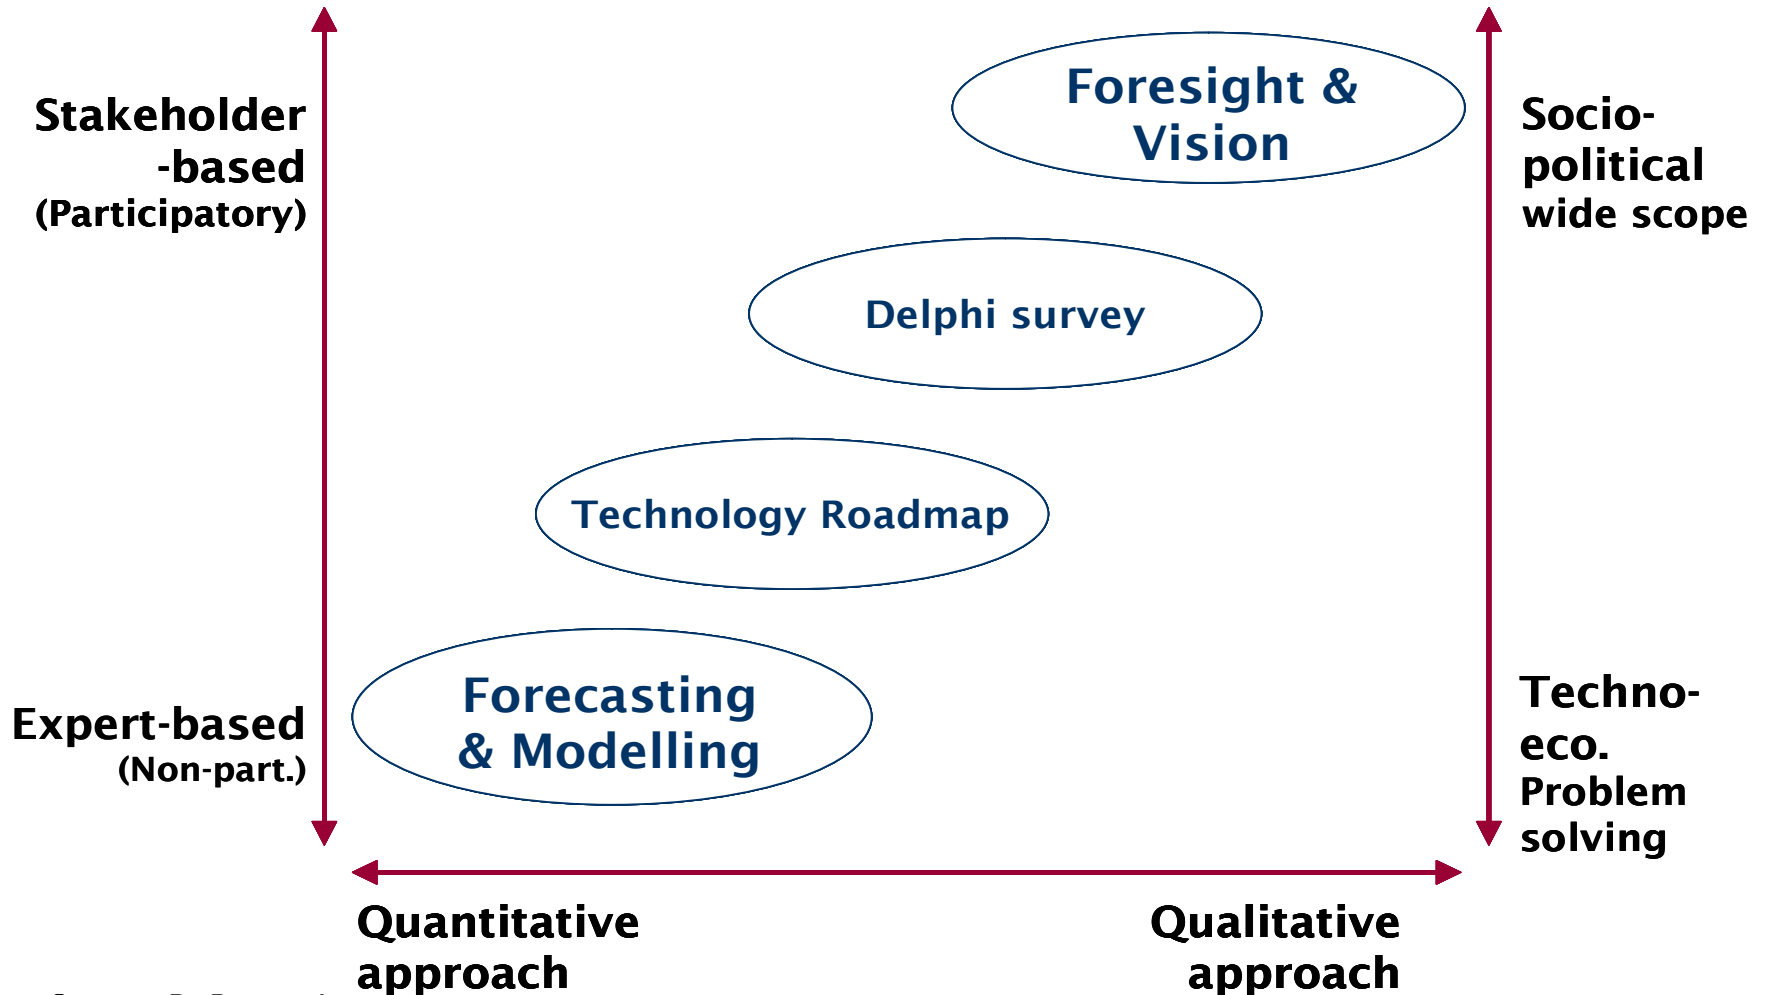 Foresight &
Vision
Stakeholder
-based
(Participatory)
Socio-
political
wide scope
Delphi survey
Technology Roadmap
Forecasting
& Modelling
Expert-based
(Non-part.)
Techno-
eco.
Problem
solving
Quantitative
approach
Qualitative
approach